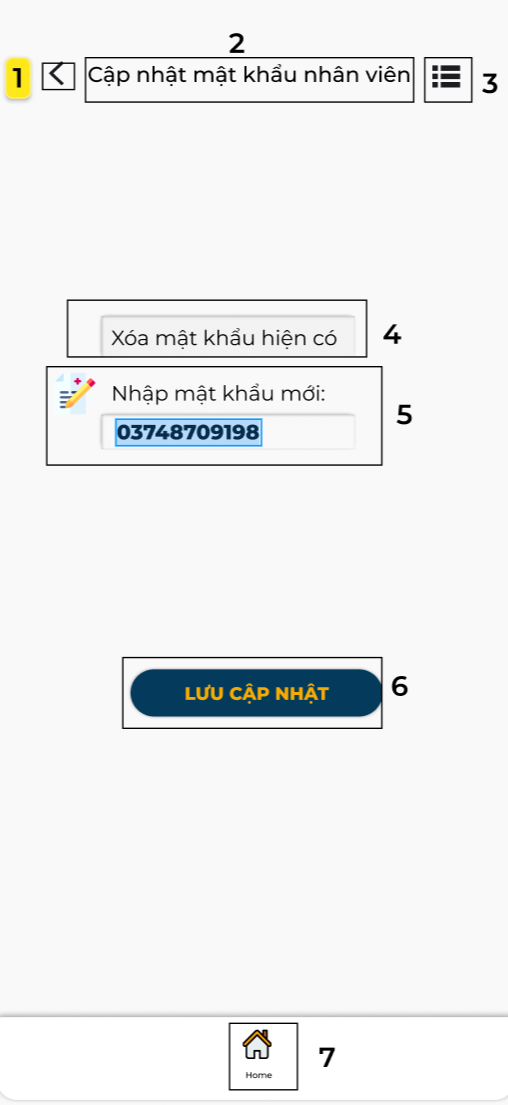 2
1
Cập nhật mật khẩu nhân viên
3
Xóa mật khẩu hiện có
4
Nhập mật khẩu mới:
5
03748709198
LƯU CẬP NHẬT
6
Home
7